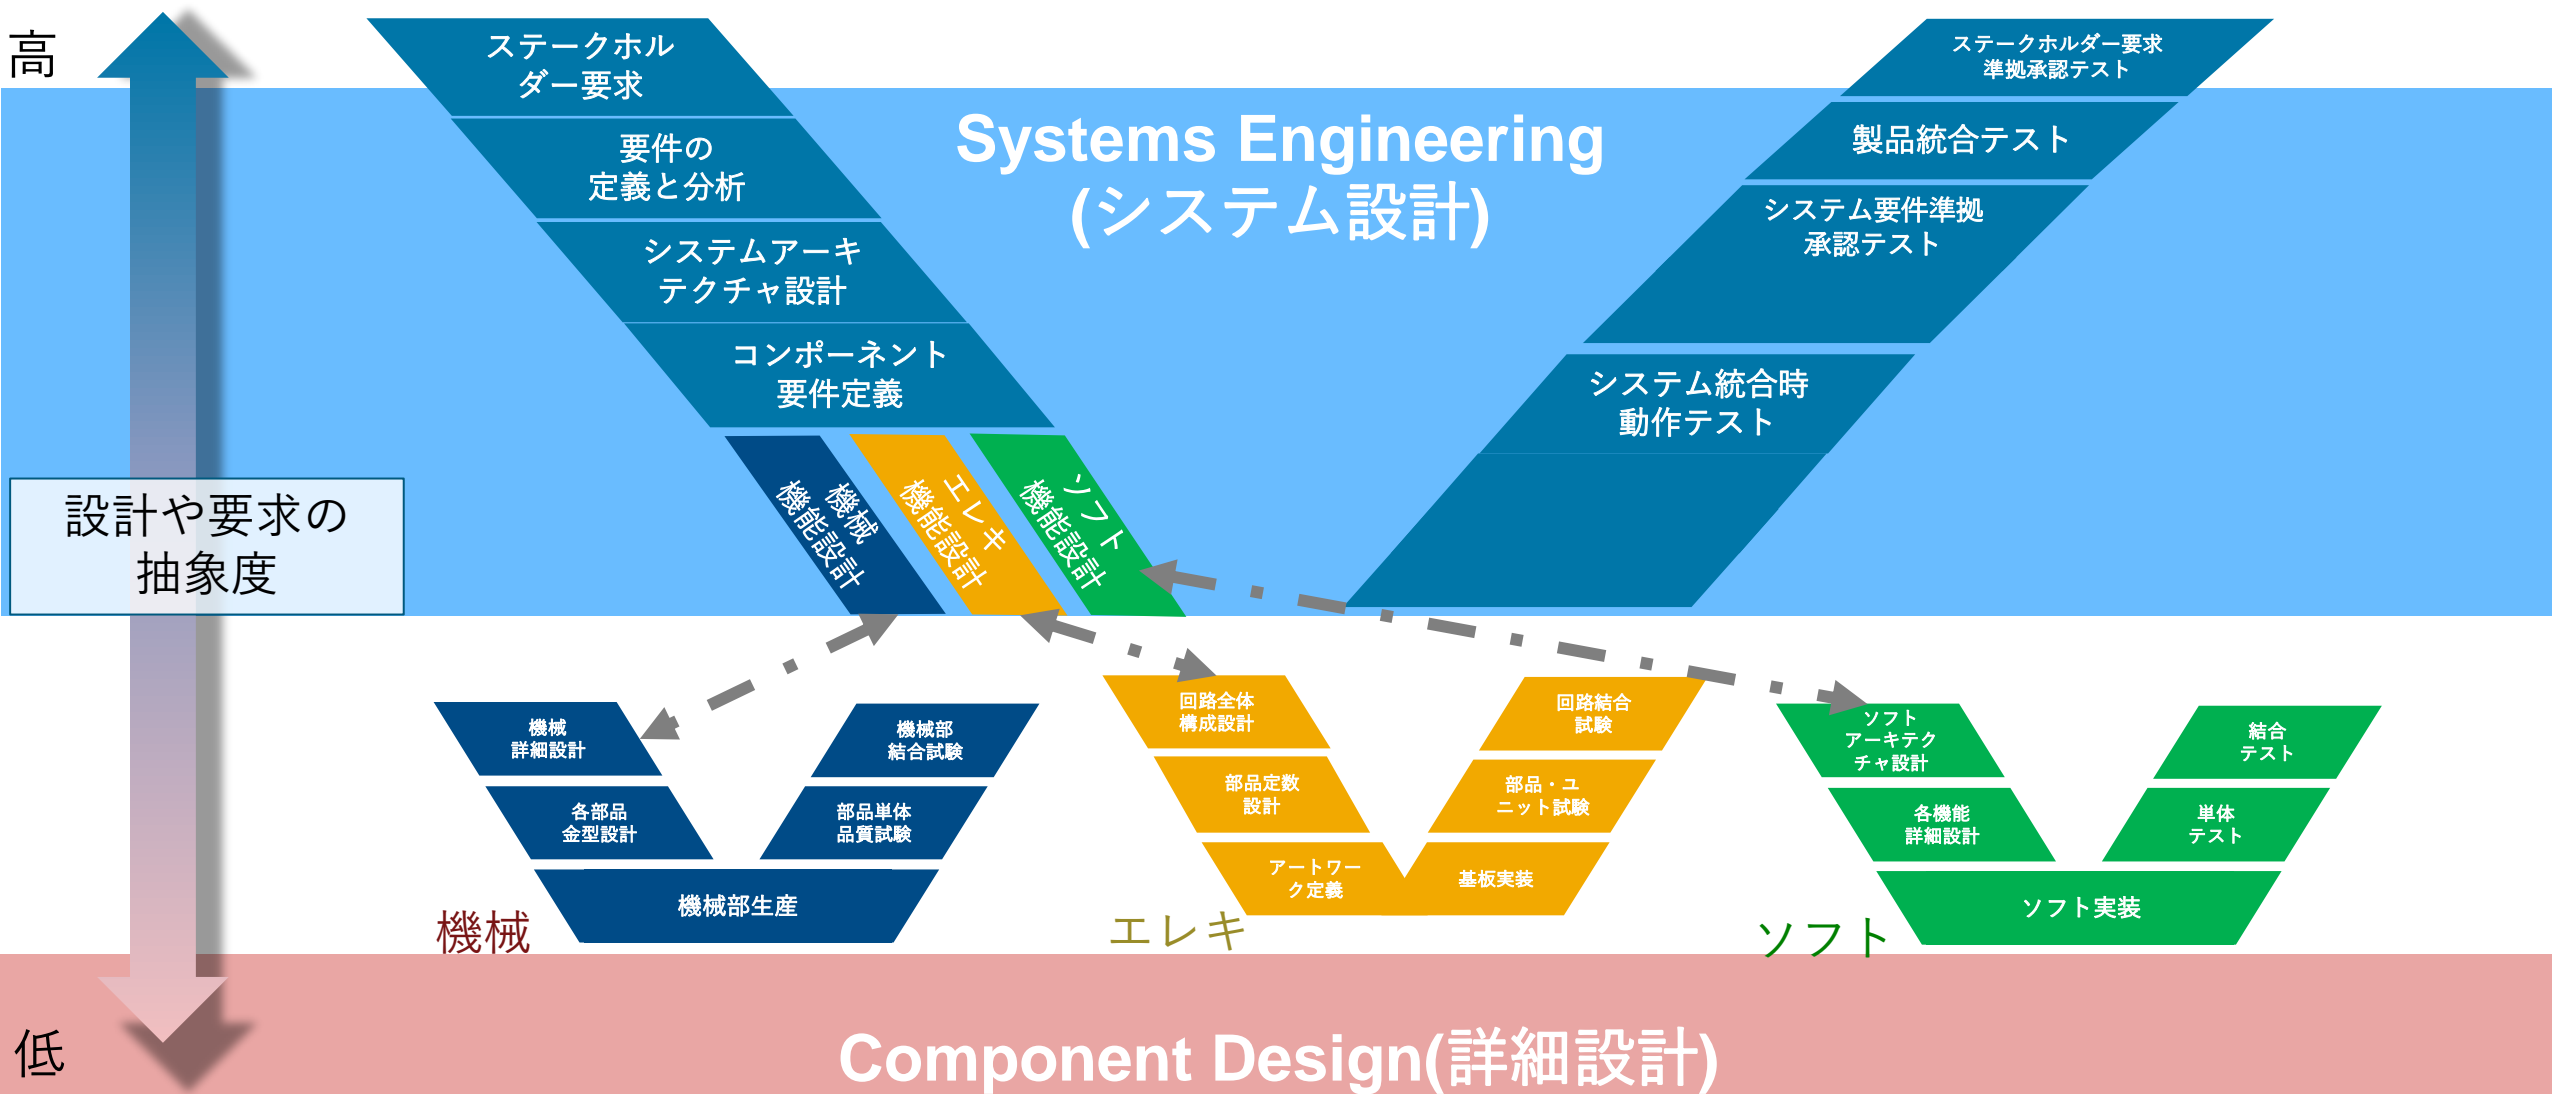 高
ステークホル
ダー要求
要件の
定義と分析
システムアーキ
テクチャ設計
コンポーネント
要件定義
機械
機能設計
エレキ
機能設計
ソフト
機能設計
Systems Engineering
(システム設計)
ステークホルダー要求
準拠承認テスト
製品統合テスト
システム要件準拠
承認テスト
システム統合時
動作テスト
設計や要求の
抽象度
機械
詳細設計
各部品
金型設計
機械部生産
部品単体
品質試験
機械部
結合試験
機械
回路全体
構成設計
部品定数
設計
アートワー
ク定義
基板実装
部品・ユ
ニット試験
回路結合
試験
エレキ
ソフト
アーキテク
チャ設計
各機能
詳細設計
ソフト実装
単体
テスト
結合
テスト
ソフト
低
Component Design(詳細設計)